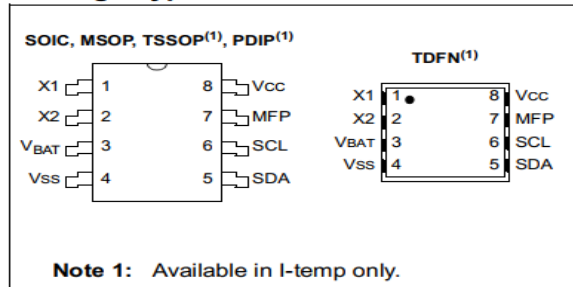 SOIC, MSOP, TSSOP(1), PDIP(1)
X1 1 8 VCC
X2 2 7 MFP
VBAT 3 6 SCL
VSS 4 5 SDA
TDFN(1)
X1 1 8 VCC
X2 2 7 MFP
VBAT 3 6 SCL
VSS 4 5 SDA
Note 1: Available in I-temp only.